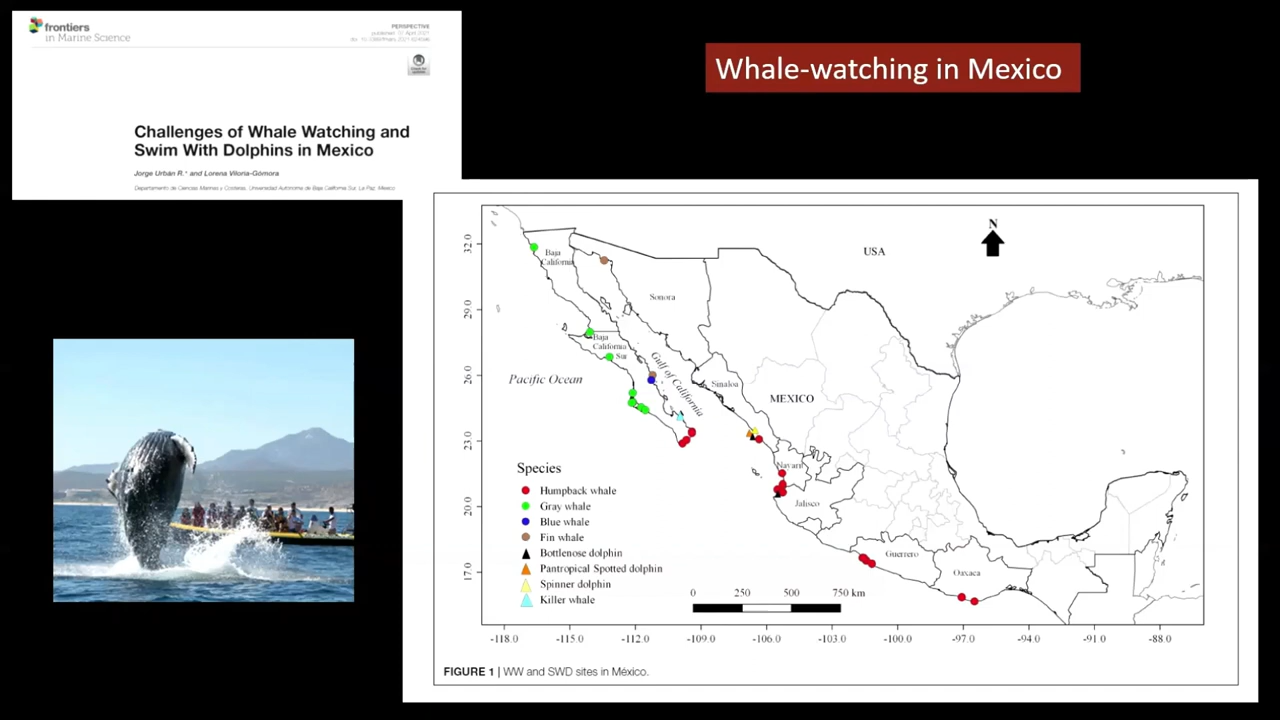 frontiers
in Marine Science
PERSPECTIVE
Whale-watching in Mexico
Challenges of Whale Watching and
Swim With Dolphins in Mexico
Jorge Urbán R.* and Lorena Viloria-Gómora
Departamento de Ciencias Marinas y Costeras, Universidad Autónoma de Baja California Sur, La Paz, Mexico
N
USA
Baja
California
Sonora
Baja
California
Sur
Gulf of California
Pacific Ocean
Sinaloa
MEXICO
Nayarit
Jalisco
Guerrero
Oaxaca
Species
Humpback whale
Gray whale
Blue whale
Fin whale
Bottlenose dolphin
Pantropical Spotted dolphin
Spinner dolphin
Killer whale
0 250 500 750 km
32.0
29.0
26.0
23.0
20.0
17.0
-118.0 -115.0 -112.0 -109.0 -106.0 -103.0 -100.0 -97.0 -94.0 -91.0 -88.0
FIGURE 1 | WW and SWD sites in México.